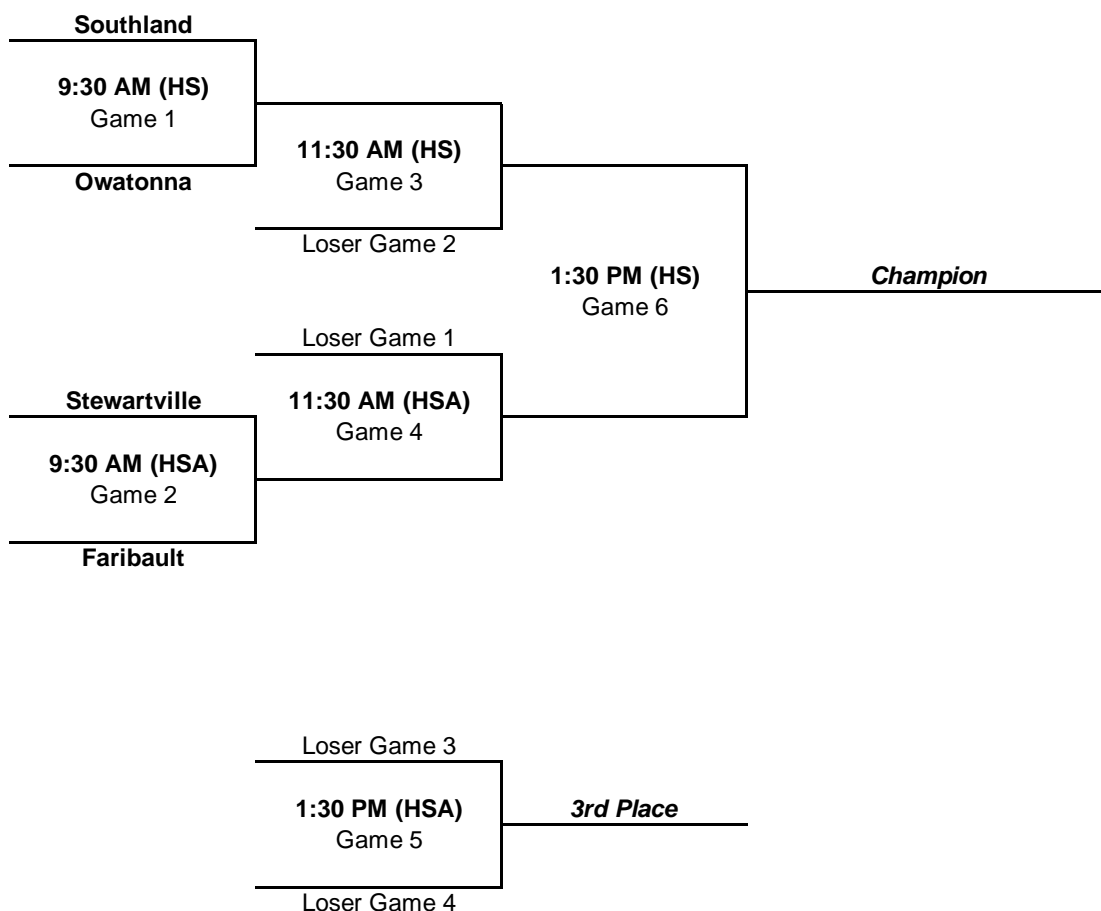 Southland
9:30 AM (HS)
Game 1
Owatonna
11:30 AM (HS)
Game 3
Loser Game 2
1:30 PM (HS)
Game 6
Champion
Loser Game 1
11:30 AM (HSA)
Game 4
Stewartville
9:30 AM (HSA)
Game 2
Faribault
Loser Game 3
1:30 PM (HSA)
Game 5
3rd Place
Loser Game 4